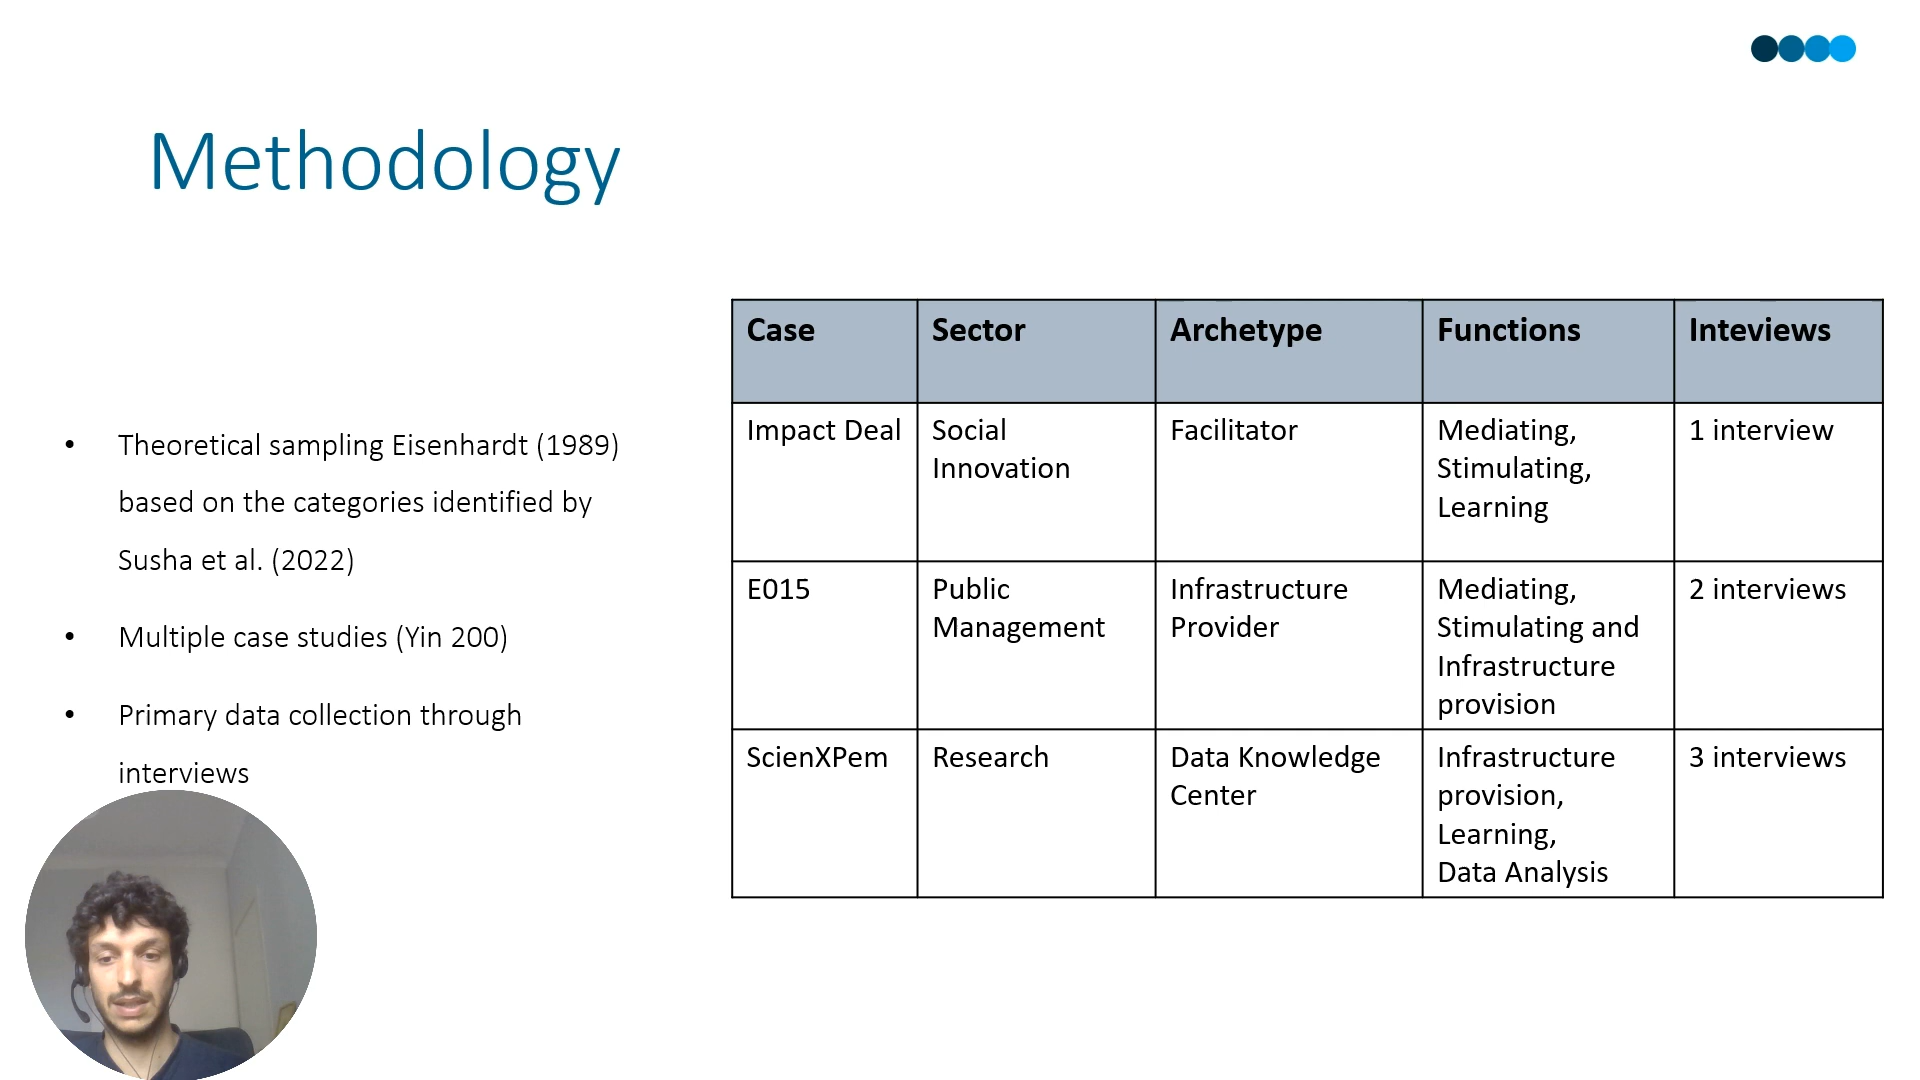 Methodology
• Theoretical sampling Eisenhardt (1989)
based on the categories identified by
Susha et al. (2022)
• Multiple case studies (Yin 200)
• Primary data collection through
interviews
Case Sector Archetype Functions Inteviews
Impact Deal Social Facilitator Mediating, 1 interview
Innovation Stimulating,
Learning
E015 Public Infrastructure Mediating, 2 interviews
Management Provider Stimulating and
Infrastructure
provision
ScienXPem Research Data Knowledge Infrastructure 3 interviews
Center provision,
Learning,
Data Analysis